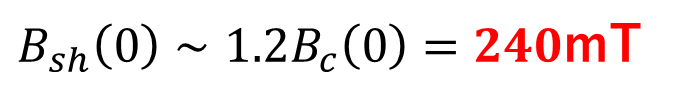 B_sh(0) ~ 1.2B_c(0) = 240mT